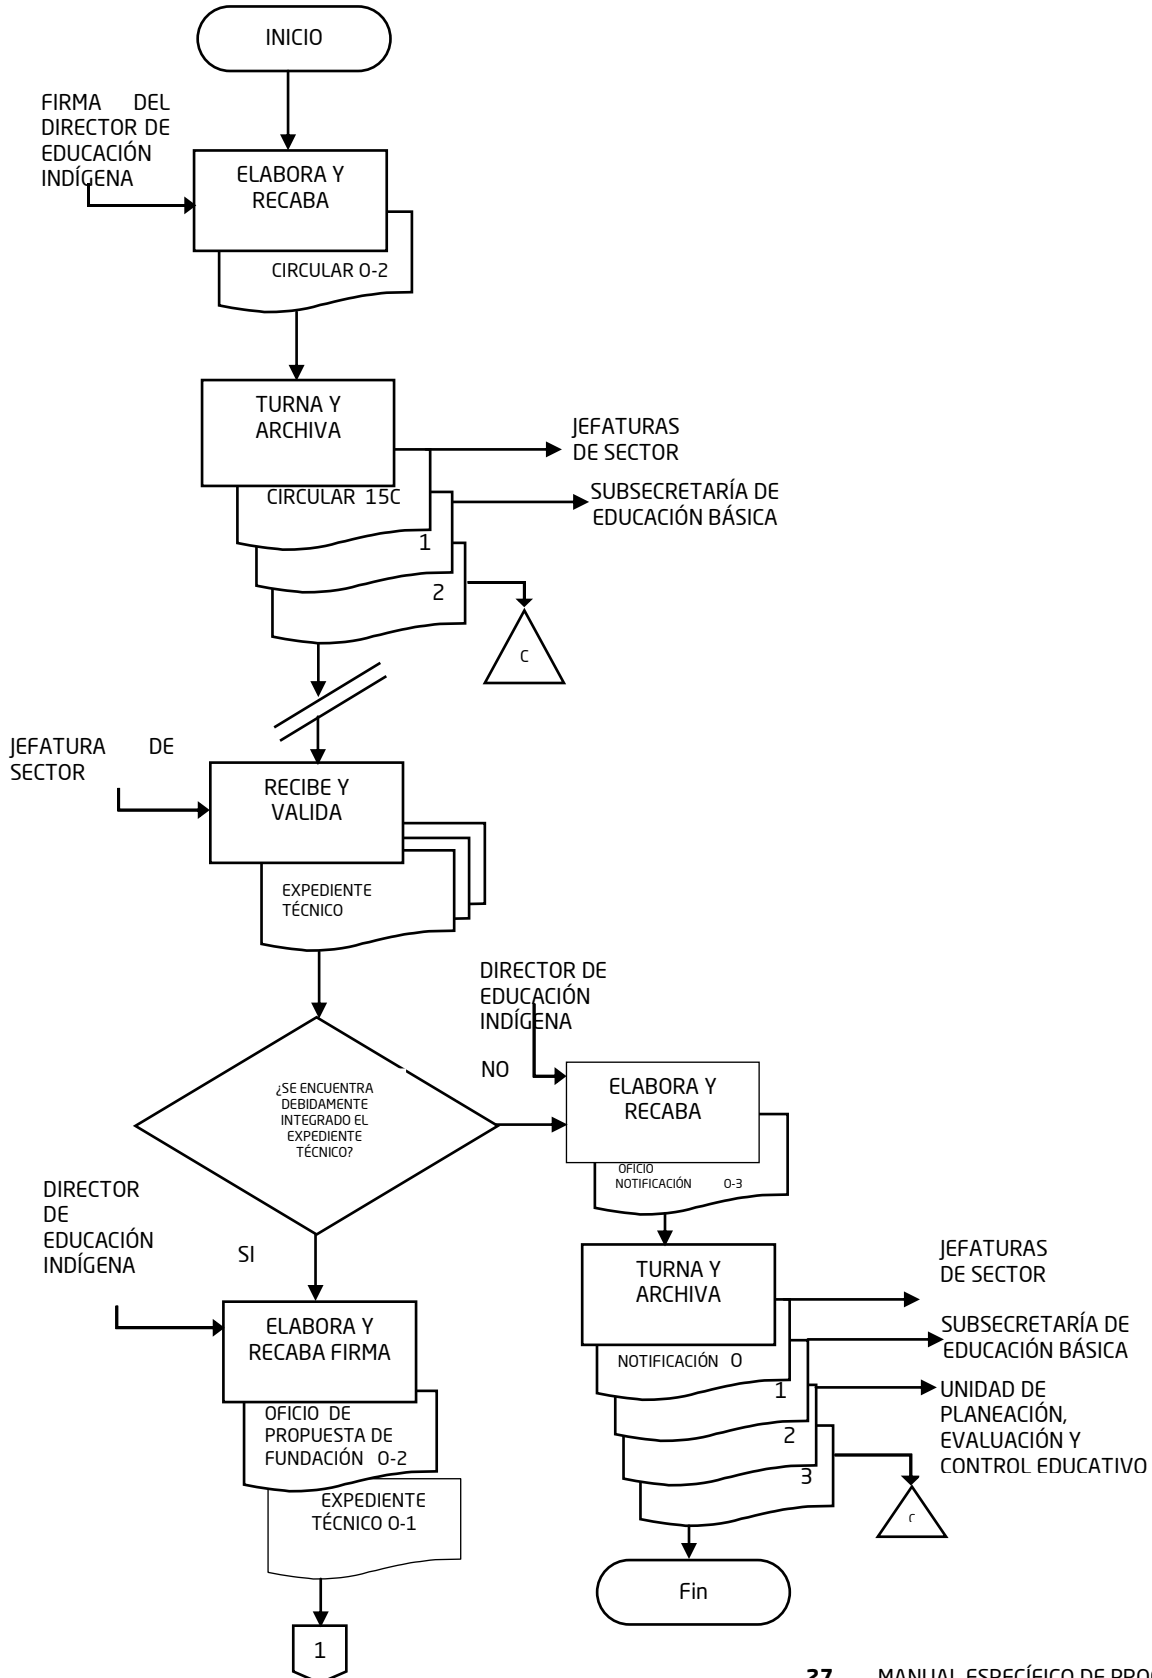 INICIO
FIRMA DEL
DIRECTOR DE
EDUCACIÓN
INDÍGENA
ELABORA Y
RECABA
CIRCULAR O-2
TURNA Y
ARCHIVA
JEFATURAS
DE SECTOR
CIRCULAR 15C
SUBSECRETARÍA DE
EDUCACIÓN BÁSICA
1
2
C
JEFATURA DE
SECTOR
RECIBE Y
VALIDA
EXPEDIENTE
TÉCNICO
DIRECTOR DE
EDUCACIÓN
INDÍGENA
NO
¿SE ENCUENTRA
DEBIDAMENTE
INTEGRADO EL
EXPEDIENTE
TÉCNICO?
ELABORA Y
RECABA
OFICIO
NOTIFICACIÓN O-3
DIRECTOR
DE
EDUCACIÓN
INDÍGENA
SI
TURNA Y
ARCHIVA
JEFATURAS
DE SECTOR
ELABORA Y
RECABA FIRMA
SUBSECRETARÍA DE
EDUCACIÓN BÁSICA
NOTIFICACIÓN O
1
UNIDAD DE
PLANEACIÓN,
EVALUACIÓN Y
CONTROL EDUCATIVO
OFICIO DE
PROPUESTA DE
FUNDACIÓN O-2
2
3
EXPEDIENTE
TÉCNICO O-1
Fin
1
27 MANUAL ESPECÍFICO DE